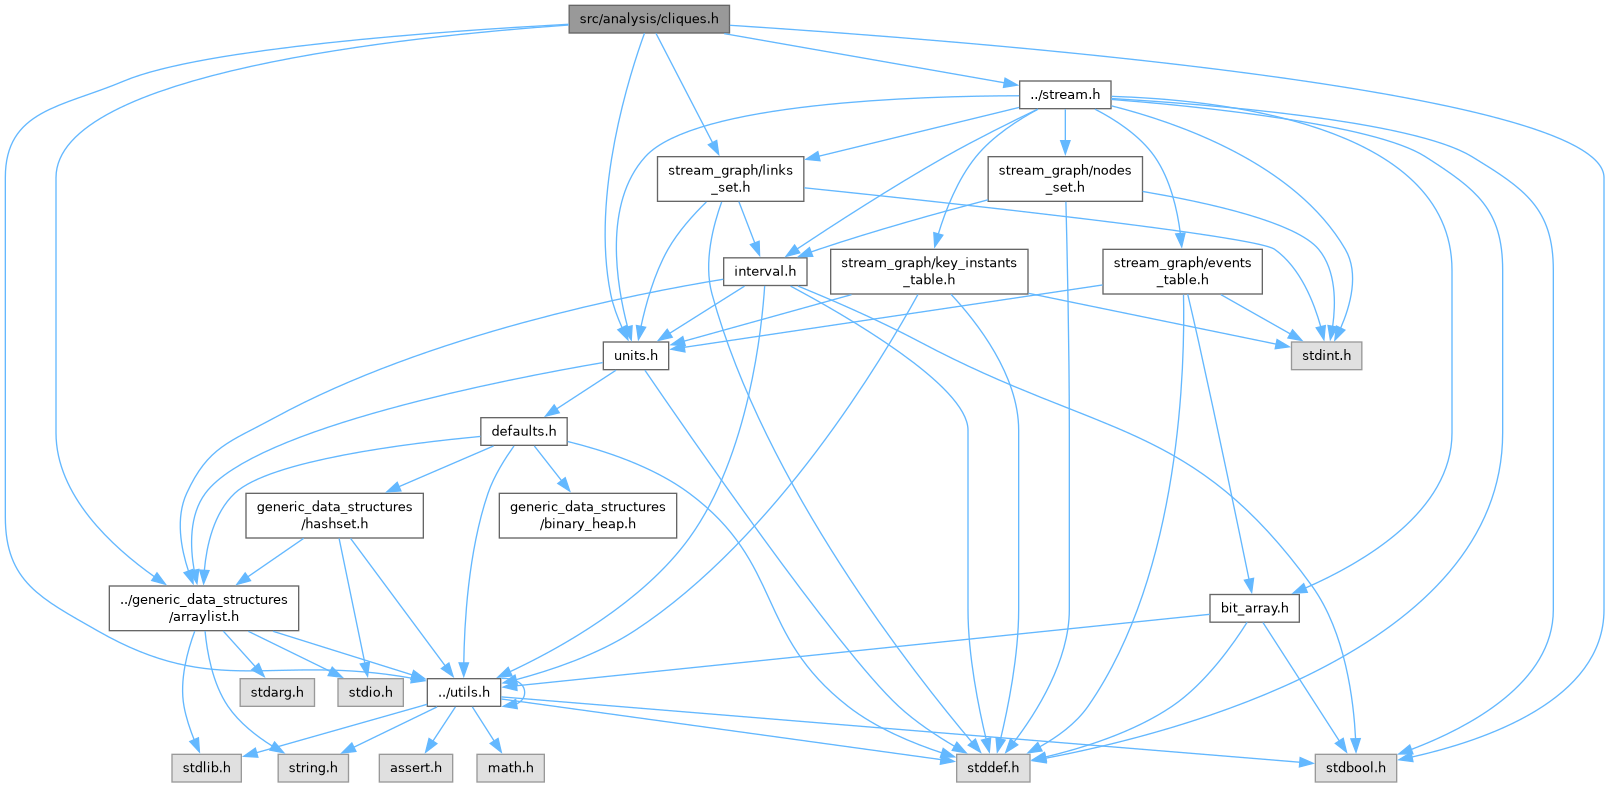 src/analysis/cliques.h
../stream.h
stream_graph/links
_set.h
stream_graph/nodes
_set.h
interval.h
stream_graph/key_instants
_table.h
stream_graph/events
_table.h
units.h
stdint.h
defaults.h
generic_data_structures
/hashset.h
generic_data_structures
/binary_heap.h
../generic_data_structures
/arraylist.h
bit_array.h
stdarg.h
stdio.h
../utils.h
stdlib.h
string.h
assert.h
math.h
stddef.h
stdbool.h